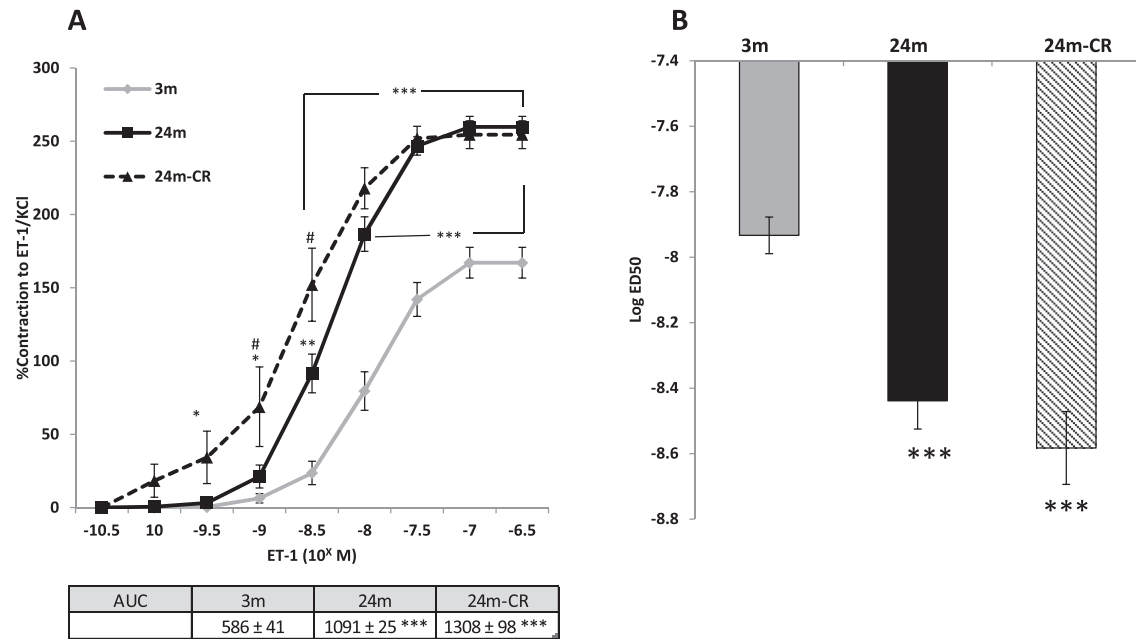 A
%Contraction to ET-1/KCl
300
250
200
150
100
50
0
3m
24m
24m-CR
***
***
#
**
#
*
*
-10.5 10 -9.5 -9 -8.5 -8 -7.5 -7 -6.5
ET-1 (10^X M)
AUC 3m 24m 24m-CR
586 ± 41 1091 ± 25 *** 1308 ± 98 ***
B
3m 24m 24m-CR
Log ED50
-7.4
-7.6
-7.8
-8
-8.2
-8.4
-8.6
-8.8
***
***